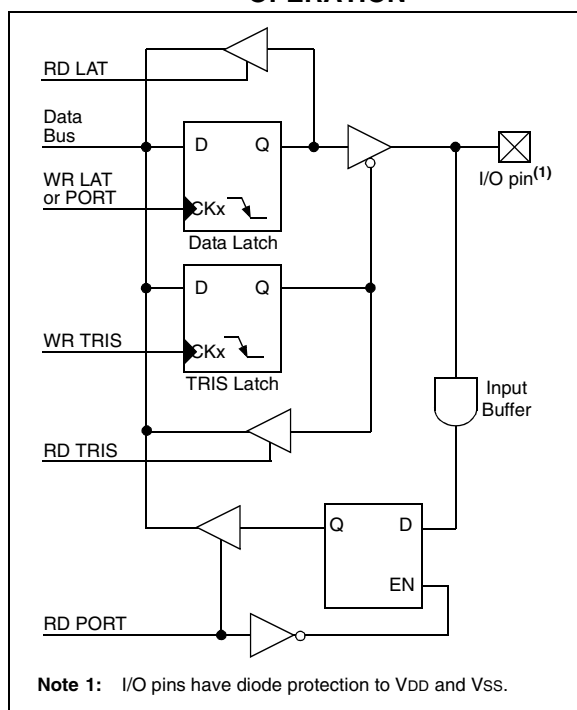 OPERATION
RD LAT
Data
Bus
D Q
WR LAT
or PORT
CKx
Data Latch
I/O pin(1)
D Q
WR TRIS
CKx
TRIS Latch
Input
Buffer
RD TRIS
Q D
EN
RD PORT
Note 1: I/O pins have diode protection to VDD and VSS.